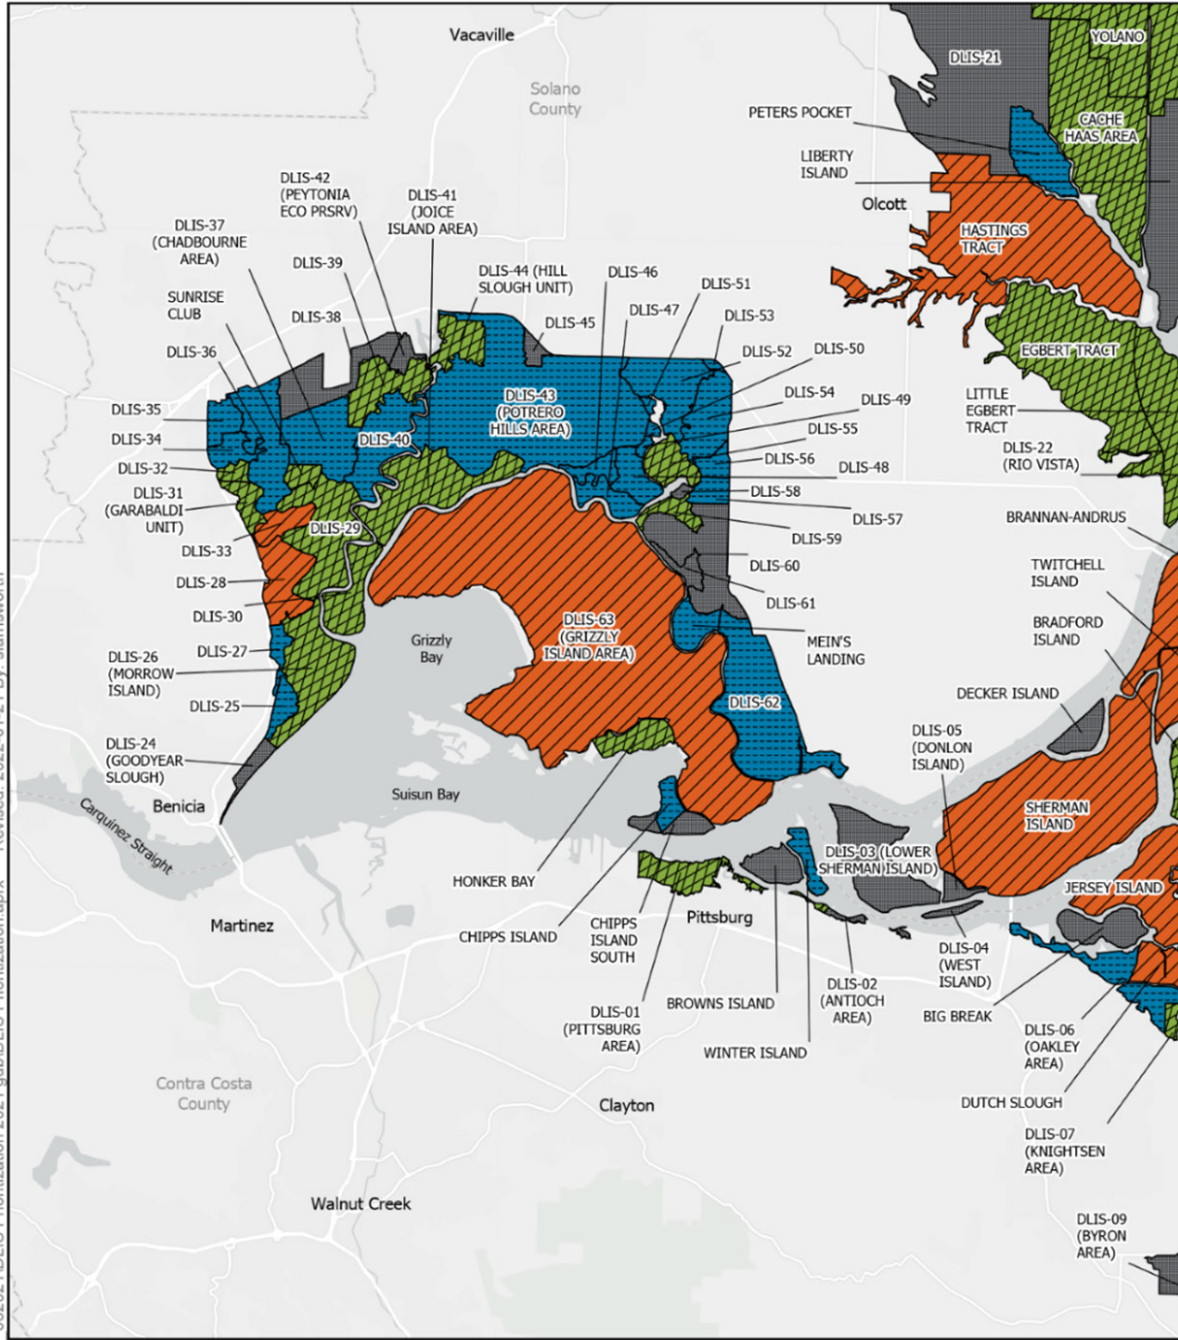 Vacaville
Solano
County
DLIS-21
YOLANO
PETERS POCKET
CACHE
HAAS AREA
LIBERTY
ISLAND
Olcott
HASTINGS
TRACT
DLIS-42
(PEYTONIA
ECO PRSRV)
DLIS-41
(JOICE
ISLAND AREA)
DLIS-37
(CHADBOURNE
AREA)
DLIS-39
DLIS-44 (HILL
SLOUGH UNIT)
DLIS-46
DLIS-51
SUNRISE
CLUB
DLIS-38
DLIS-45
DLIS-47
DLIS-53
DLIS-36
DLIS-52
DLIS-50
EGBERT TRACT
DLIS-43
(POTRERO
HILLS AREA)
DLIS-54
DLIS-49
LITTLE
EGBERT
TRACT
DLIS-35
DLIS-34
DLIS-40
DLIS-55
DLIS-56
DLIS-48
DLIS-22
(RIO VISTA)
DLIS-32
DLIS-31
(GARABALDI
UNIT)
DLIS-29
DLIS-58
DLIS-57
BRANNAN-ANDRUS
DLIS-33
DLIS-59
DLIS-28
DLIS-60
TWITCHELL
ISLAND
DLIS-30
DLIS-61
DLIS-63
(GRIZZLY
ISLAND AREA)
BRADFORD
ISLAND
Grizzly
Bay
DLIS-27
MEIN'S
LANDING
DLIS-26
(MORROW
ISLAND)
DLIS-25
DLIS-62
DECKER ISLAND
DLIS-24
(GOODYEAR
SLOUGH)
DLIS-05
(DONLON
ISLAND)
Suisun Bay
Benicia
Carquinez Straight
SHERMAN
ISLAND
DLIS-03 (LOWER
SHERMAN ISLAND)
HONKER BAY
JERSEY ISLAND
Martinez
CHIPPS ISLAND
CHIPPS
ISLAND
SOUTH
Pittsburg
DLIS-04
(WEST
ISLAND)
DLIS-02
(ANTIOCH
AREA)
BROWNS ISLAND
DLIS-01
(PITTSBURG
AREA)
BIG BREAK
WINTER ISLAND
DLIS-06
(OAKLEY
AREA)
Contra Costa
County
Clayton
DUTCH SLOUGH
DLIS-07
(KNIGHTSEN
AREA)
Walnut Creek
DLIS-09
(BYRON
AREA)